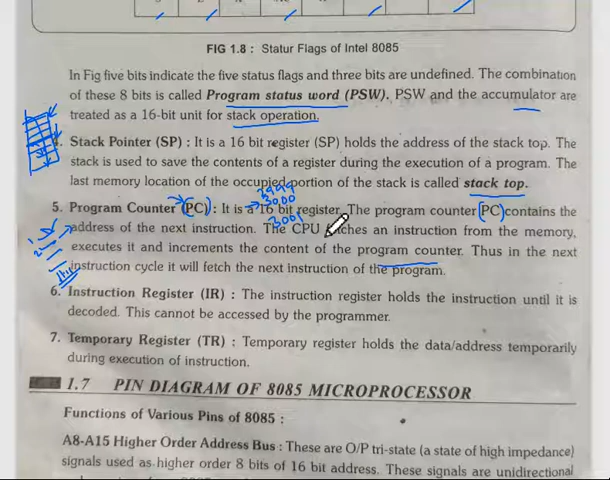 FIG 1.8 : Statur Flags of Intel 8085
In Fig five bits indicate the five status flags and three bits are undefined. The combination
of these 8 bits is called Program status word (PSW). PSW and the accumulator are
treated as a 16-bit unit for stack operation.
4. Stack Pointer (SP) : It is a 16-bit register (SP) holds the address of the stack top. The
stack is used to save the contents of a register during the execution of a program. The
last memory location of the occupied portion of the stack is called stack top.
2999
3000
5. Program Counter (PC) : It is a 16 bit register. The program counter (PC) contains the
3001
address of the next instruction. The CPU fetches an instruction from the memory,
executes it and increments the content of the program counter. Thus in the next
instruction cycle it will fetch the next instruction of the program.
6. Instruction Register (IR) : The instruction register holds the instruction until it is
decoded. This cannot be accessed by the programmer.
7. Temporary Register (TR) : Temporary register holds the data/address temporarily
during execution of instruction.
1.7 PIN DIAGRAM OF 8085 MICROPROCESSOR
Functions of Various Pins of 8085 :
A8-A15 Higher Order Address Bus : These are O/P tri-state (a state of high impedance)
signals used as higher order 8 bits of 16 bit address. These signals are unidirectional